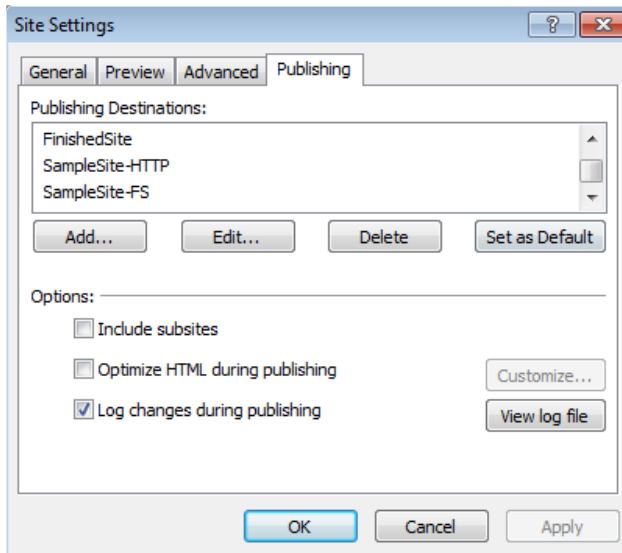 Site Settings
General Preview Advanced Publishing
Publishing Destinations:
FinishedSite
SampleSite-HTTP
SampleSite-FS
Add... Edit... Delete Set as Default
Options:
Include subsites
Optimize HTML during publishing
Customize...
Log changes during publishing
View log file
OK Cancel Apply